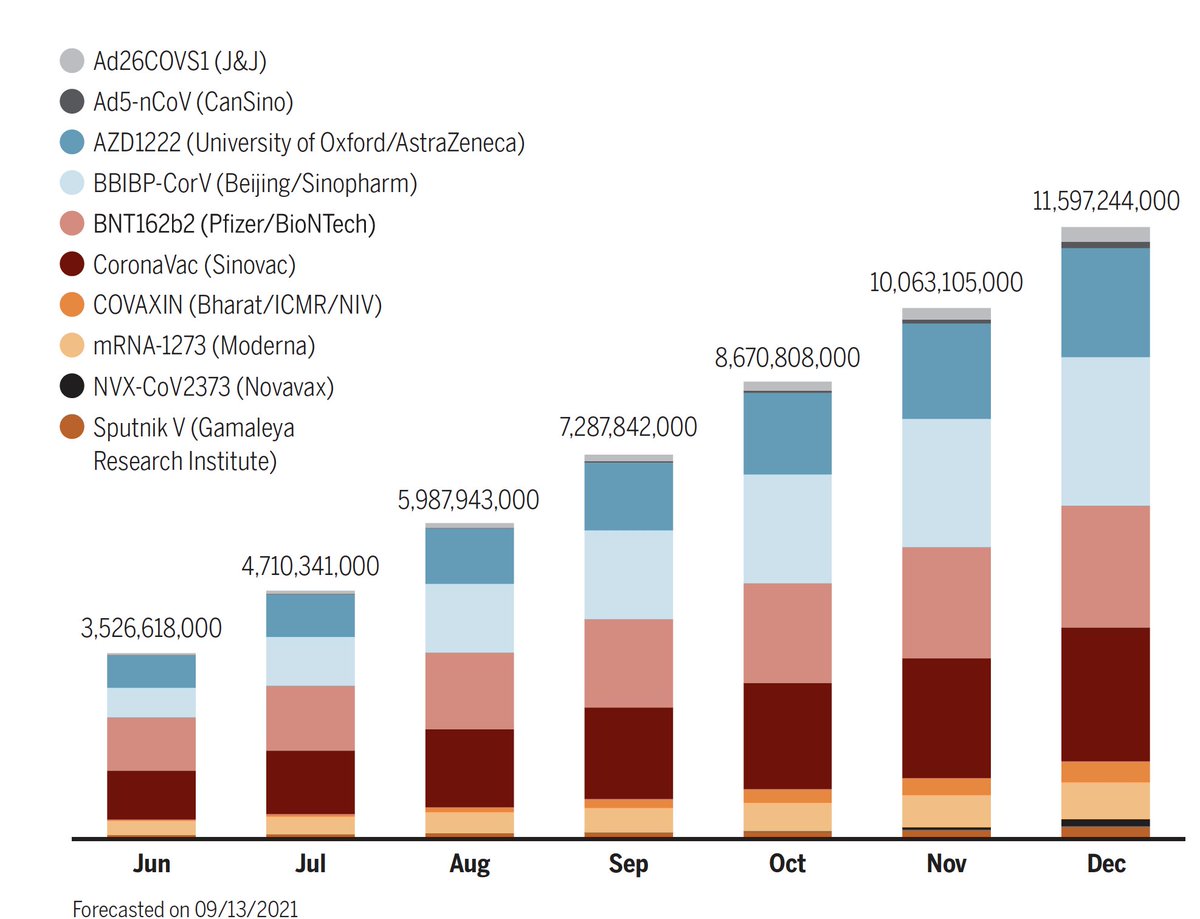 Ad26COVS1 (J&J)
Ad5-nCoV (CanSino)
AZD1222 (University of Oxford/AstraZeneca)
BBIBP-CorV (Beijing/Sinopharm)
BNT162b2 (Pfizer/BioNTech)
CoronaVac (Sinovac)
COVAXIN (Bharat/ICMR/NIV)
mRNA-1273 (Moderna)
NVX-CoV2373 (Novavax)
Sputnik V (Gamaleya
Research Institute)
3,526,618,000
4,710,341,000
5,987,943,000
7,287,842,000
8,670,808,000
10,063,105,000
11,597,244,000
Jun Jul Aug Sep Oct Nov Dec
Forecasted on 09/13/2021